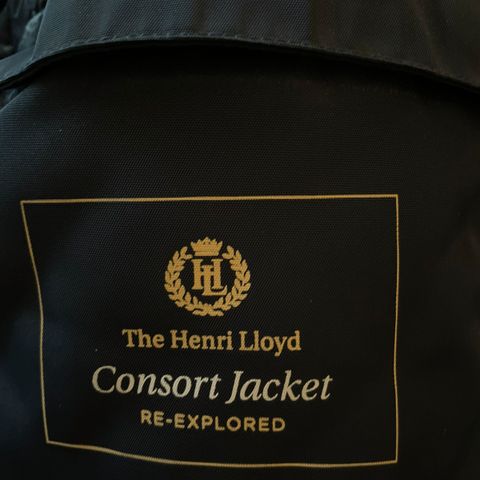 HL
The Henri Lloyd
Consort Jacket
RE-EXPLORED